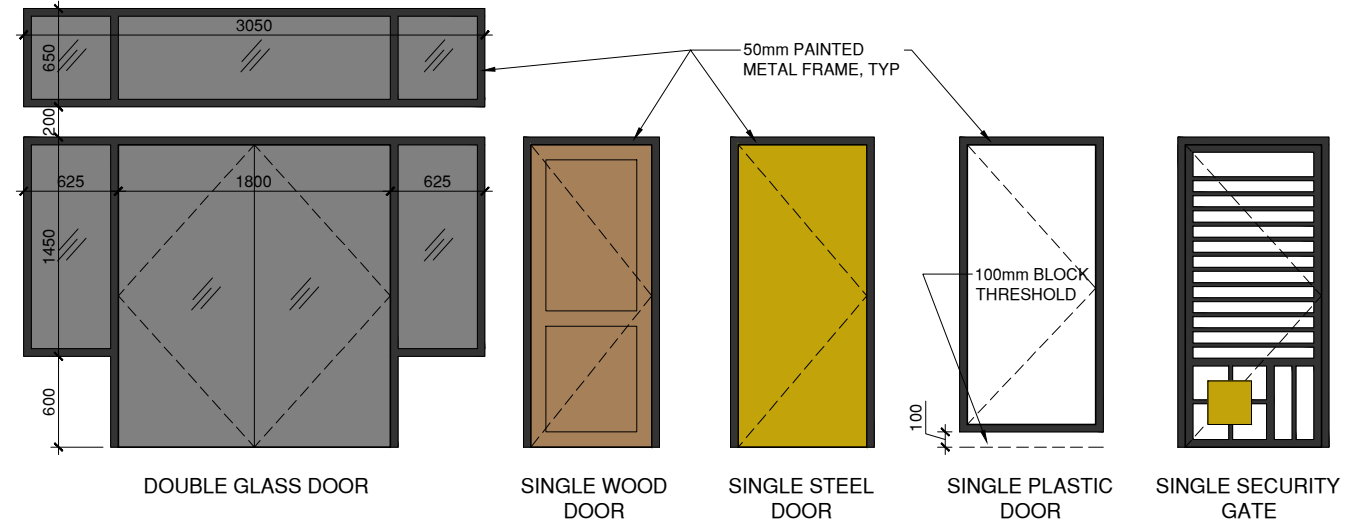 3050
650
50mm PAINTED
METAL FRAME, TYP
200
625
1800
625
1450
100mm BLOCK
THRESHOLD
600
100
DOUBLE GLASS DOOR
SINGLE WOOD
DOOR
SINGLE STEEL
DOOR
SINGLE PLASTIC
DOOR
SINGLE SECURITY
GATE